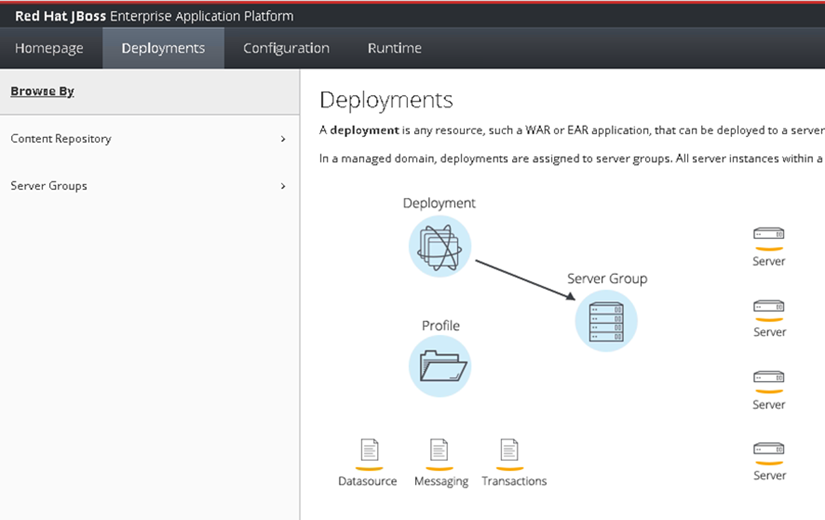 Red Hat JBoss Enterprise Application Platform
Homepage Deployments Configuration Runtime
Browse By
Content Repository
Server Groups
Deployments
A deployment is any resource, such a WAR or EAR application, that can be deployed to a server
In a managed domain, deployments are assigned to server groups. All server instances within a
Deployment
Server
Server Group
Profile
Server
Server
Datasource Messaging Transactions
Server